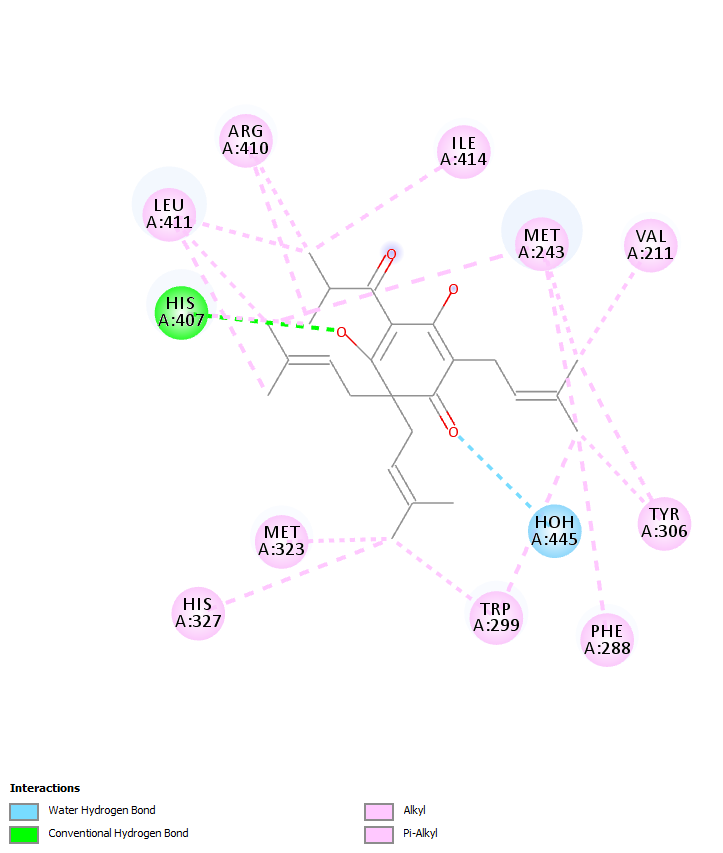 ARG
A:410
ILE
A:414
LEU
A:411
MET
A:243
VAL
A:211
O
O
HIS
A:407
O
O
HOH
A:445
TYR
A:306
MET
A:323
HIS
A:327
TRP
A:299
PHE
A:288
Interactions
Water Hydrogen Bond
Conventional Hydrogen Bond
Alkyl
Pi-Alkyl